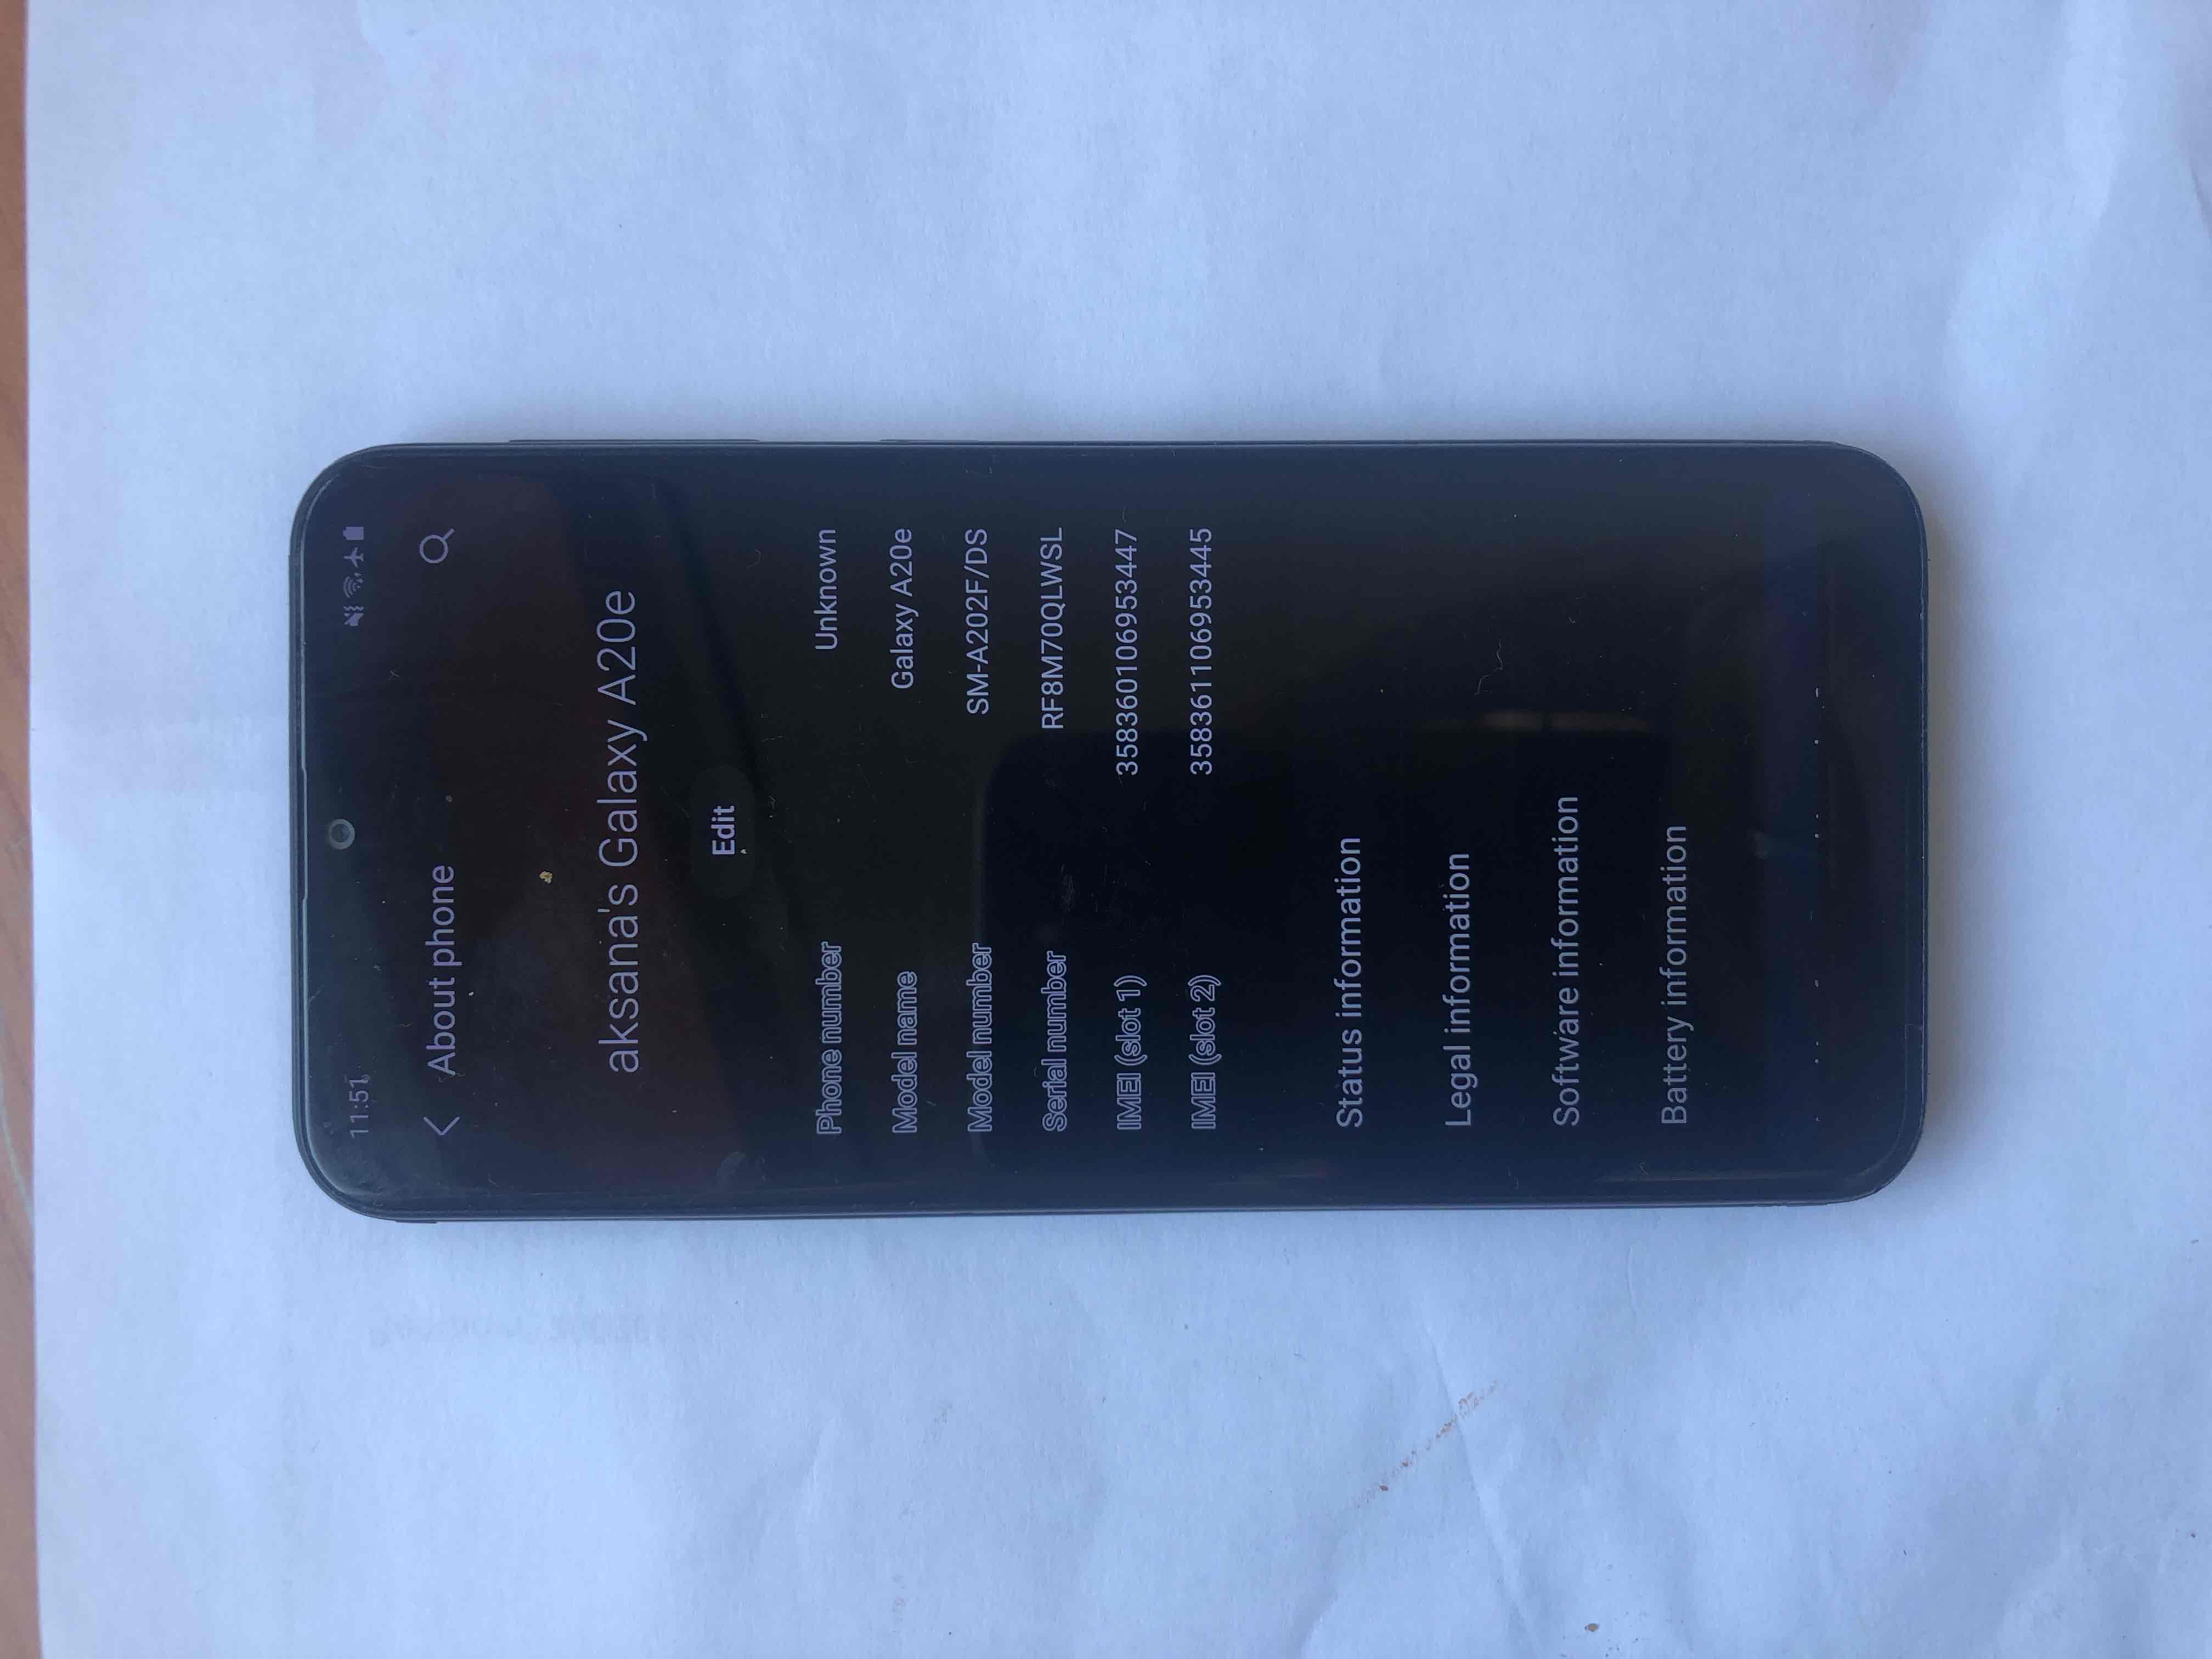 11:51
About phone
aksana's Galaxy A20e
Edit
Phone number Unknown
Model name Galaxy A20e
Model number SM-A202F/DS
Serial number RF8M70QLWSL
IMEI (slot 1) 358360106953447
IMEI (slot 2) 358361106953445
Status information
Legal information
Software information
Battery information